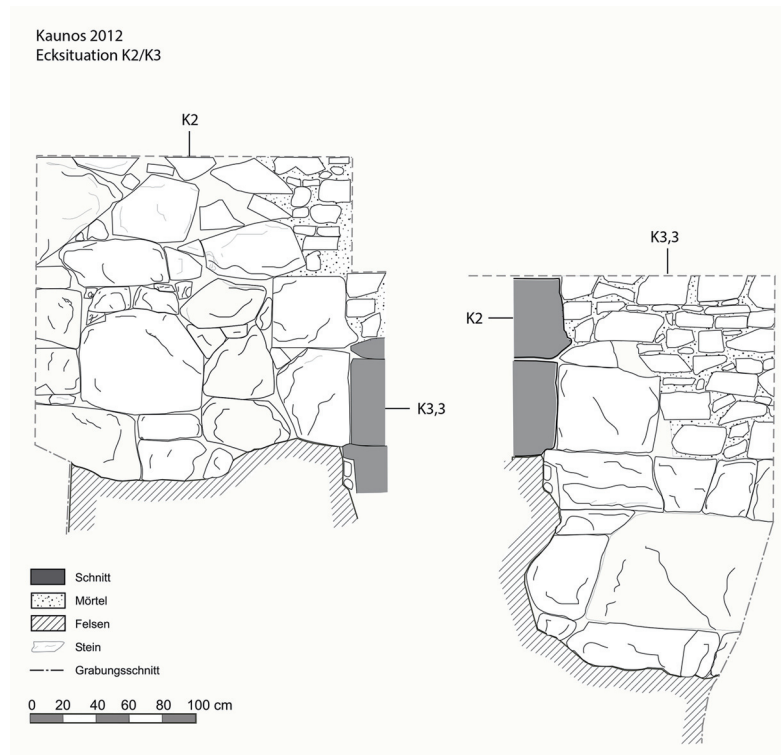 Kaunos 2012
Ecksituation K2/K3
K2
K3,3
K3,3
K2
Schnitt
Mörtel
Felsen
Stein
Grabungsschnitt
0 20 40 60 80 100 cm